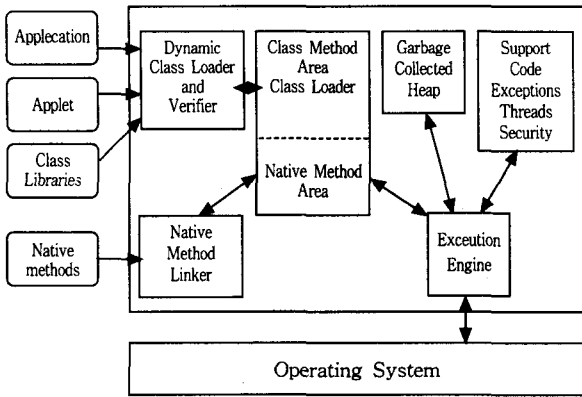 Applecation
Applet
Class
Libraries
Native
methods
Dynamic
Class Loader
and
Verifier
Class Method
Area
Class Loader
Native Method
Area
Garbage
Collected
Heap
Support
Code
Exceptions
Threads
Security
Native
Method
Linker
Exceution
Engine
Operating System